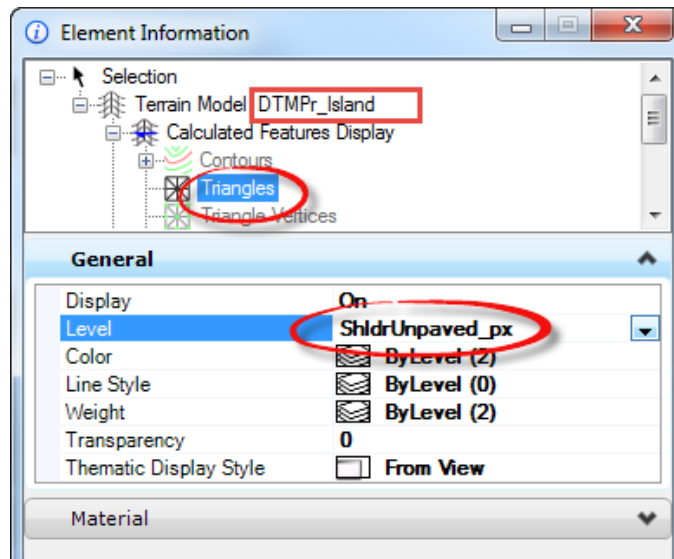 Element Information
Selection
Terrain Model DTMPr_Island
Calculated Features Display
Contours
Triangles
Triangle Vertices
General
Display On
Level ShldrUnpaved_px
Color ByLevel (2)
Line Style ByLevel (0)
Weight ByLevel (2)
Transparency 0
Thematic Display Style From View
Material